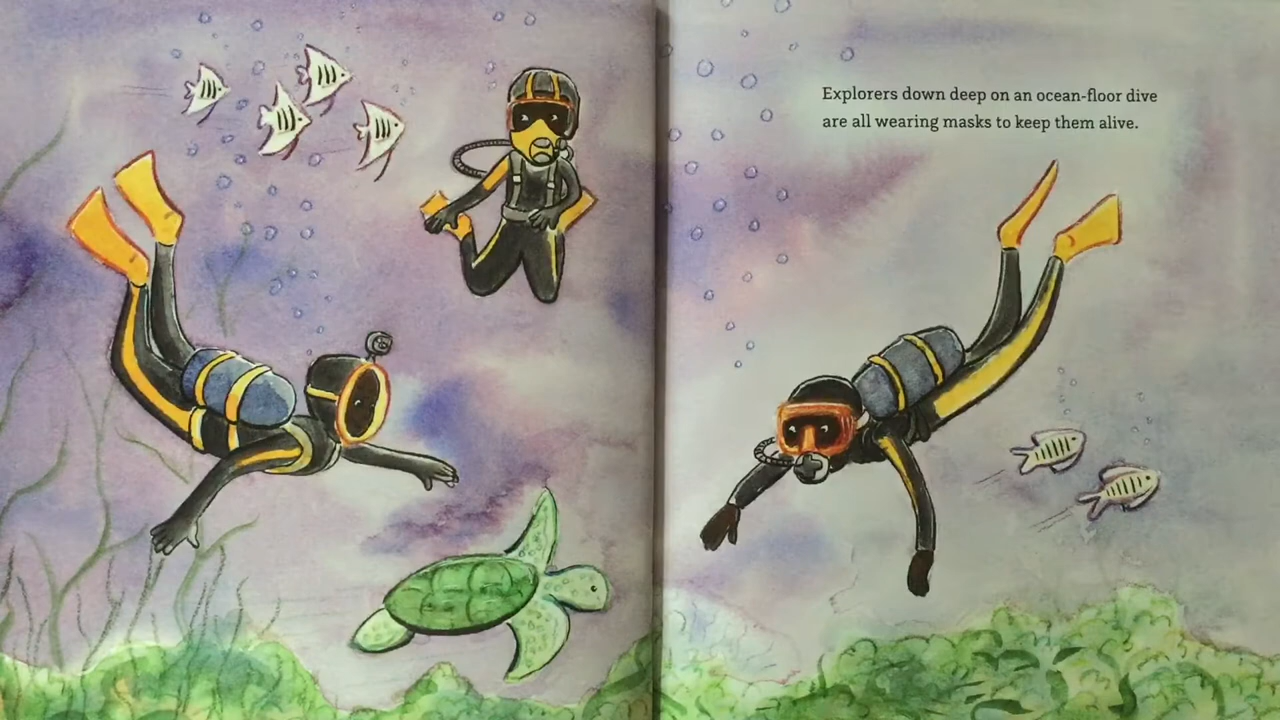 Explorers down deep on an ocean-floor dive
are all wearing masks to keep them alive.